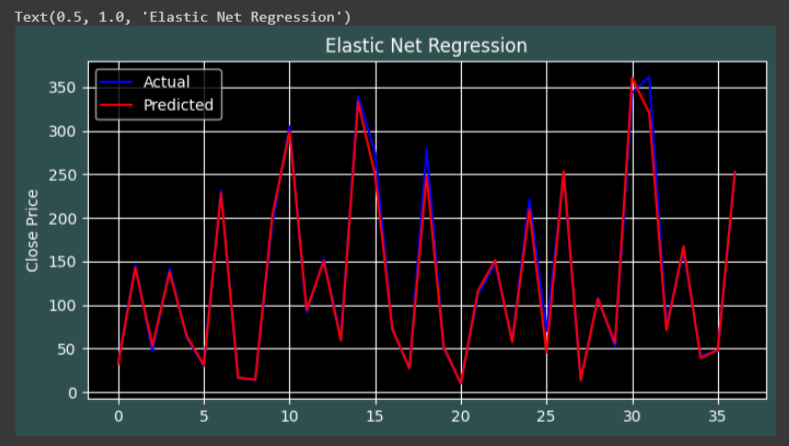 Text(0.5, 1.0, 'Elastic Net Regression')
Elastic Net Regression
Actual
Predicted
Close Price
350
300
250
200
150
100
50
0
0 5 10 15 20 25 30 35